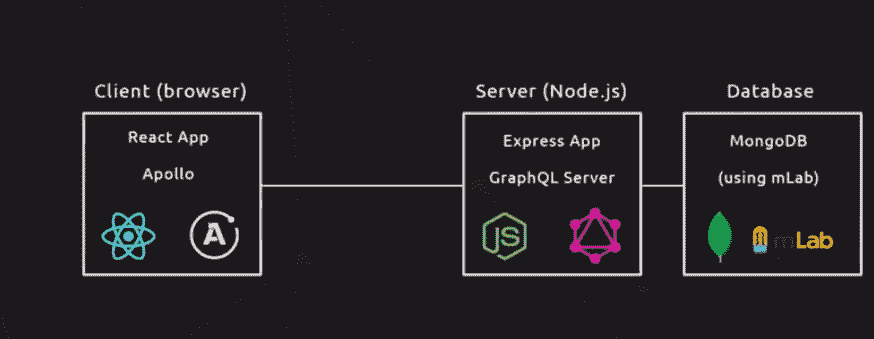 Client (browser)
React App
Apollo
A
Server (Node.js)
Express App
GraphQL Server
JS
Database
MongoDB
(using mLab)
mLab